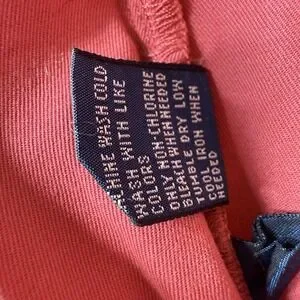 MACHINE WASH COLD
WASH WITH LIKE
COLORS
ONLY NON-CHLORINE
BLEACH WHEN NEEDED
TUMBLE DRY LOW
COOL IRON WHEN
NEEDED